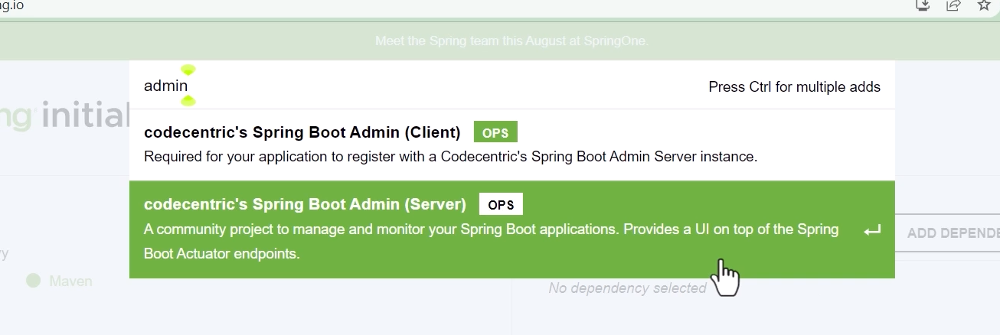 g.io
Meet the Spring team this August at SpringOne.
admin
Press Ctrl for multiple adds
ng initial
codecentric's Spring Boot Admin (Client) OPS
Required for your application to register with a Codecentric's Spring Boot Admin Server instance.
codecentric's Spring Boot Admin (Server) OPS
A community project to manage and monitor your Spring Boot applications. Provides a UI on top of the Spring
Boot Actuator endpoints.
ADD DEPENDE
vy
Maven
No dependency selected